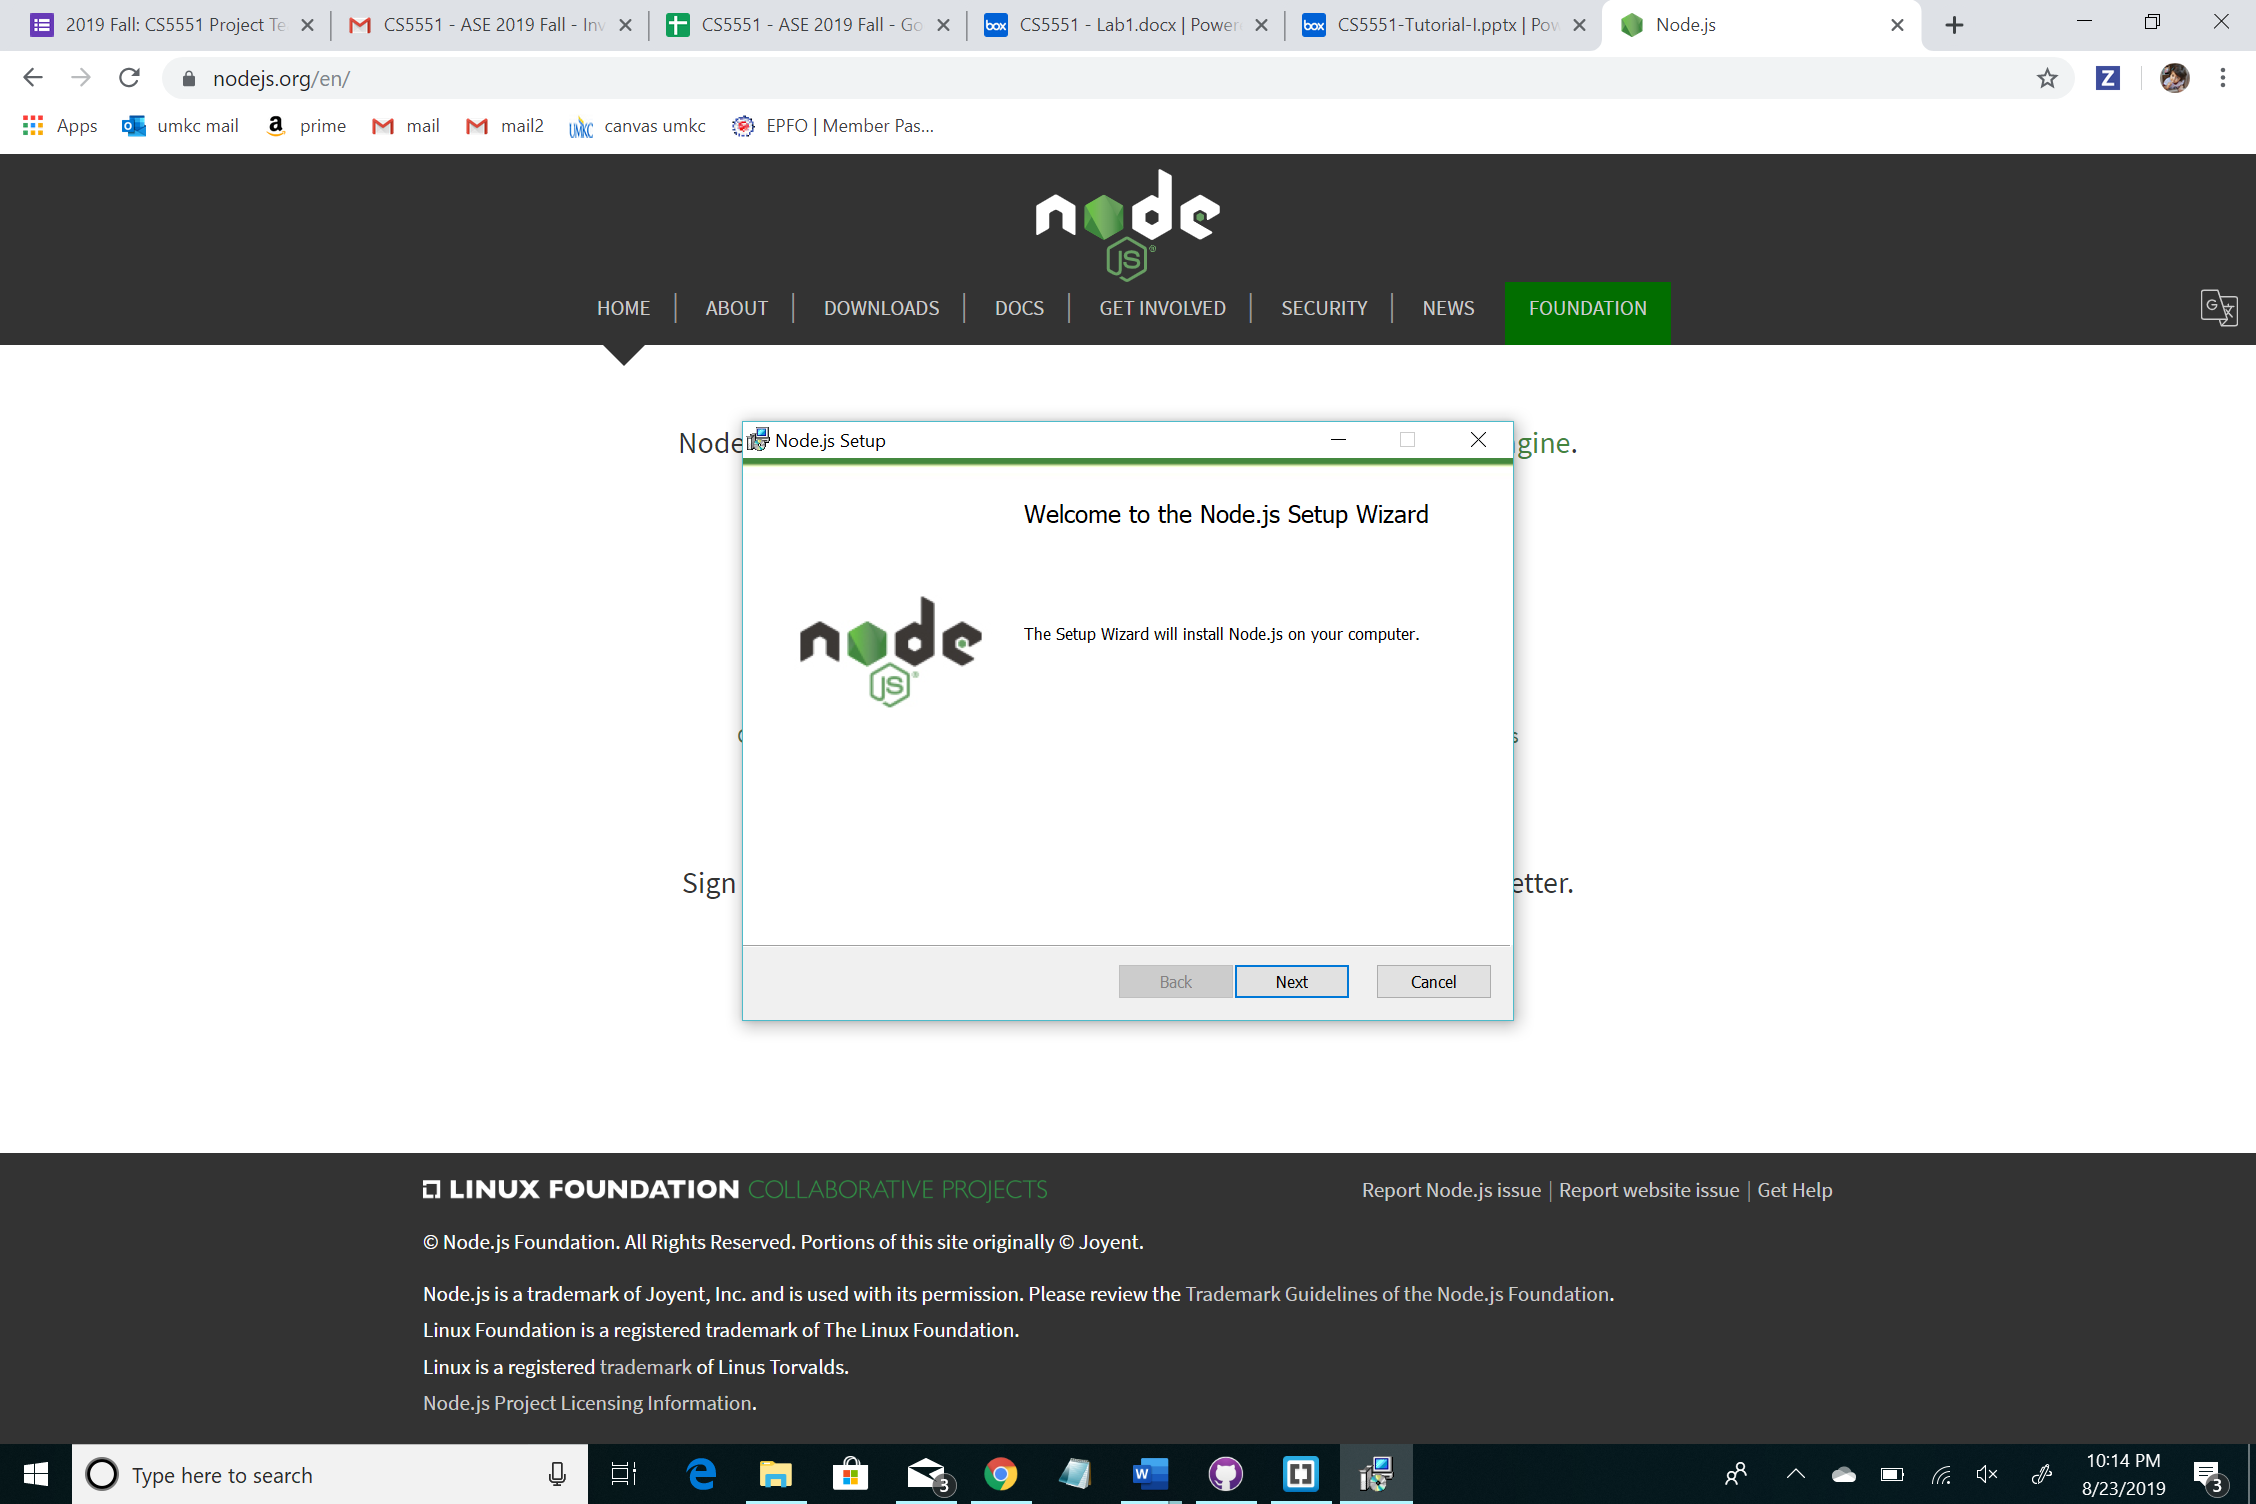 2019 Fall: CS5551 Project Te
CS5551 - ASE 2019 Fall - Inv
CS5551 - ASE 2019 Fall - Go
box CS5551 - Lab1.docx | Power
box CS5551-Tutorial-I.pptx | Pow
Node.js
nodejs.org/en/
Z
Apps
umkc mail
prime
mail
mail2
UMKC canvas umkc
EPFO | Member Pas...
node
JS
HOME
ABOUT
DOWNLOADS
DOCS
GET INVOLVED
SECURITY
NEWS
FOUNDATION
Node
gine.
Node.js Setup
Welcome to the Node.js Setup Wizard
node
JS
The Setup Wizard will install Node.js on your computer.
s
Sign
etter.
Back
Next
Cancel
LINUX FOUNDATION COLLABORATIVE PROJECTS
Report Node.js issue | Report website issue | Get Help
© Node.js Foundation. All Rights Reserved. Portions of this site originally © Joyent.
Node.js is a trademark of Joyent, Inc. and is used with its permission. Please review the Trademark Guidelines of the Node.js Foundation.
Linux Foundation is a registered trademark of The Linux Foundation.
Linux is a registered trademark of Linus Torvalds.
Node.js Project Licensing Information.
Type here to search
3
10:14 PM
8/23/2019
3